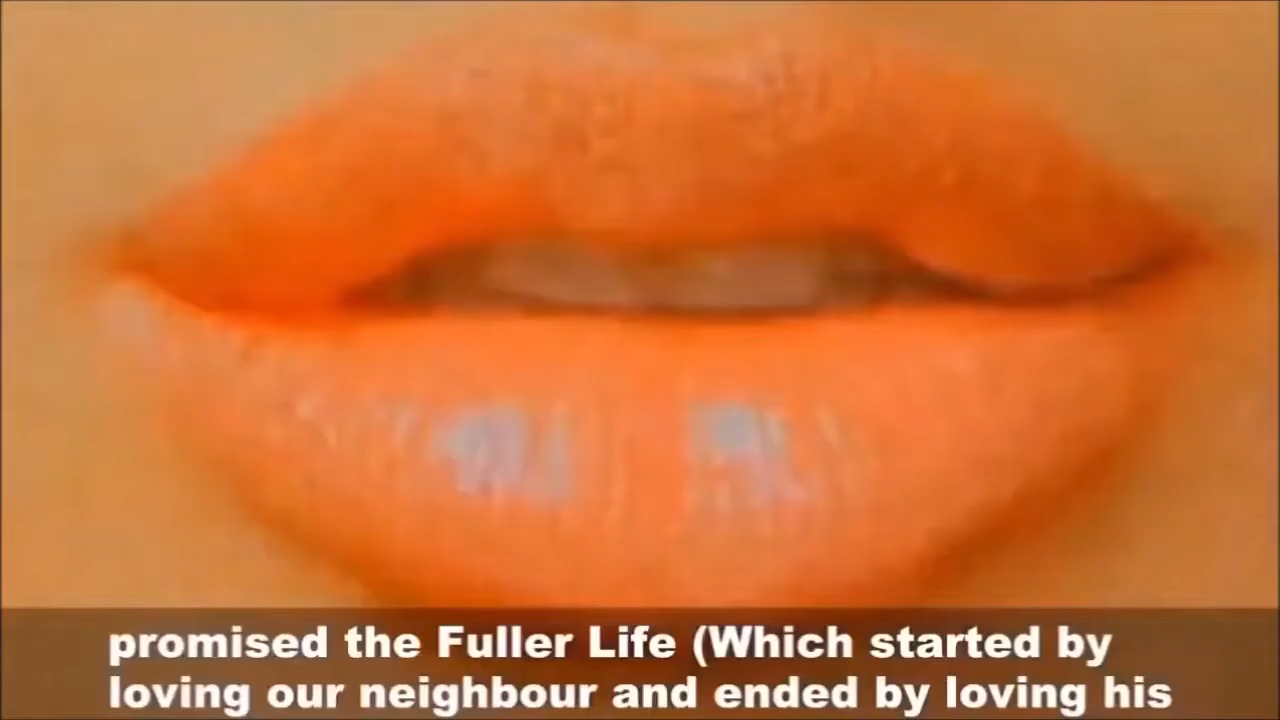 promised the Fuller Life (Which started by
loving our neighbour and ended by loving his